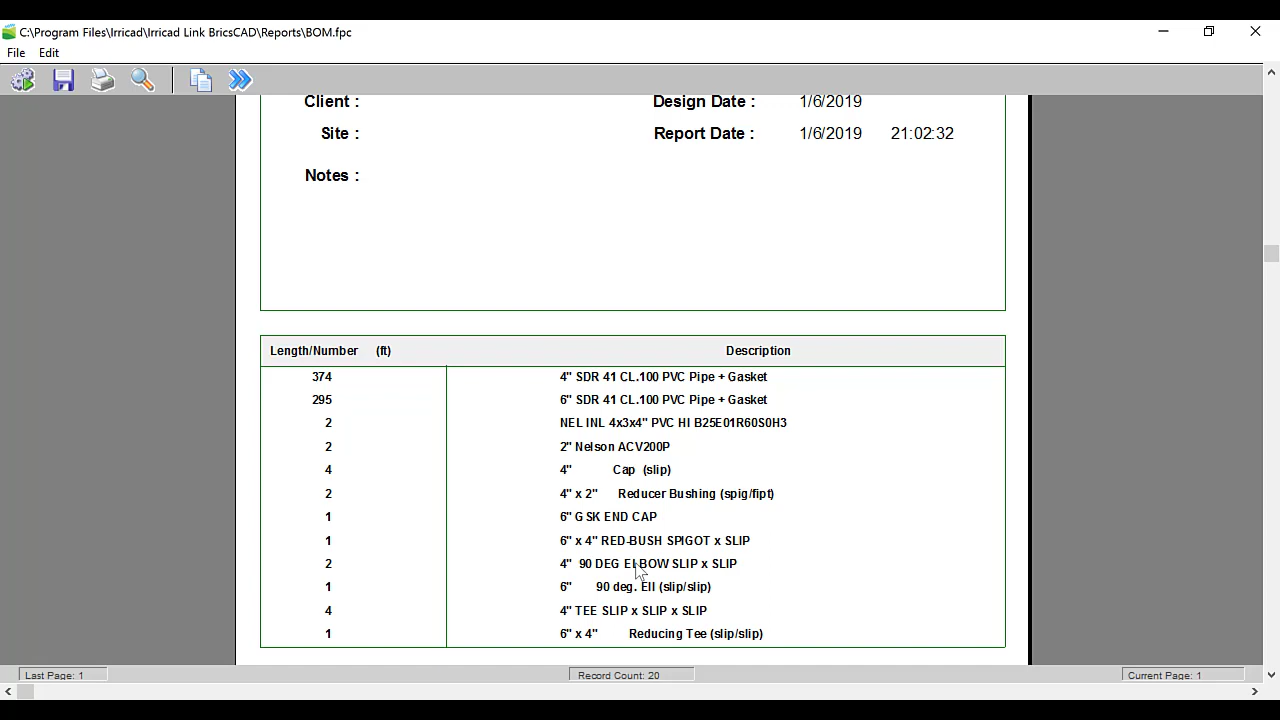 C:\Program Files\Irricad\Irricad Link BricsCAD\Reports\BOM.fpc
File Edit
Client : Design Date : 1/6/2019
Site : Report Date : 1/6/2019 21:02:32
Notes :
Length/Number (ft) Description
374 4" SDR 41 CL.100 PVC Pipe + Gasket
295 6" SDR 41 CL.100 PVC Pipe + Gasket
2 NEL INL 4x3x4" PVC HI B25E01R60S0H3
2 2" Nelson ACV200P
4 4" Cap (slip)
2 4" x 2" Reducer Bushing (spig/fipt)
1 6" GSK END CAP
1 6" x 4" RED-BUSH SPIGOT x SLIP
2 4" 90 DEG ELBOW SLIP x SLIP
1 6" 90 deg. Ell (slip/slip)
4 4" TEE SLIP x SLIP x SLIP
1 6" x 4" Reducing Tee (slip/slip)
Last Page: 1 Record Count: 20 Current Page: 1